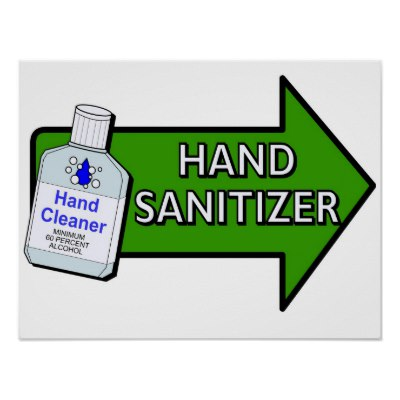 Hand
Cleaner
MINIMUM
60 PERCENT
ALCOHOL
HAND
SANITIZER